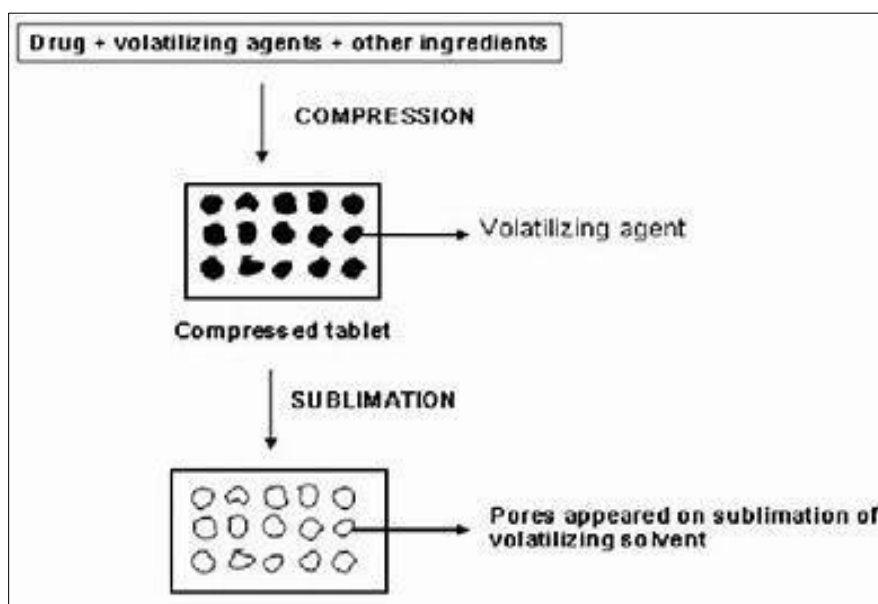 Drug + volatilizing agents + other ingredients
COMPRESSION
Volatilizing agent
Compressed tablet
SUBLIMATION
Pores appeared on sublimation of
volatilizing solvent